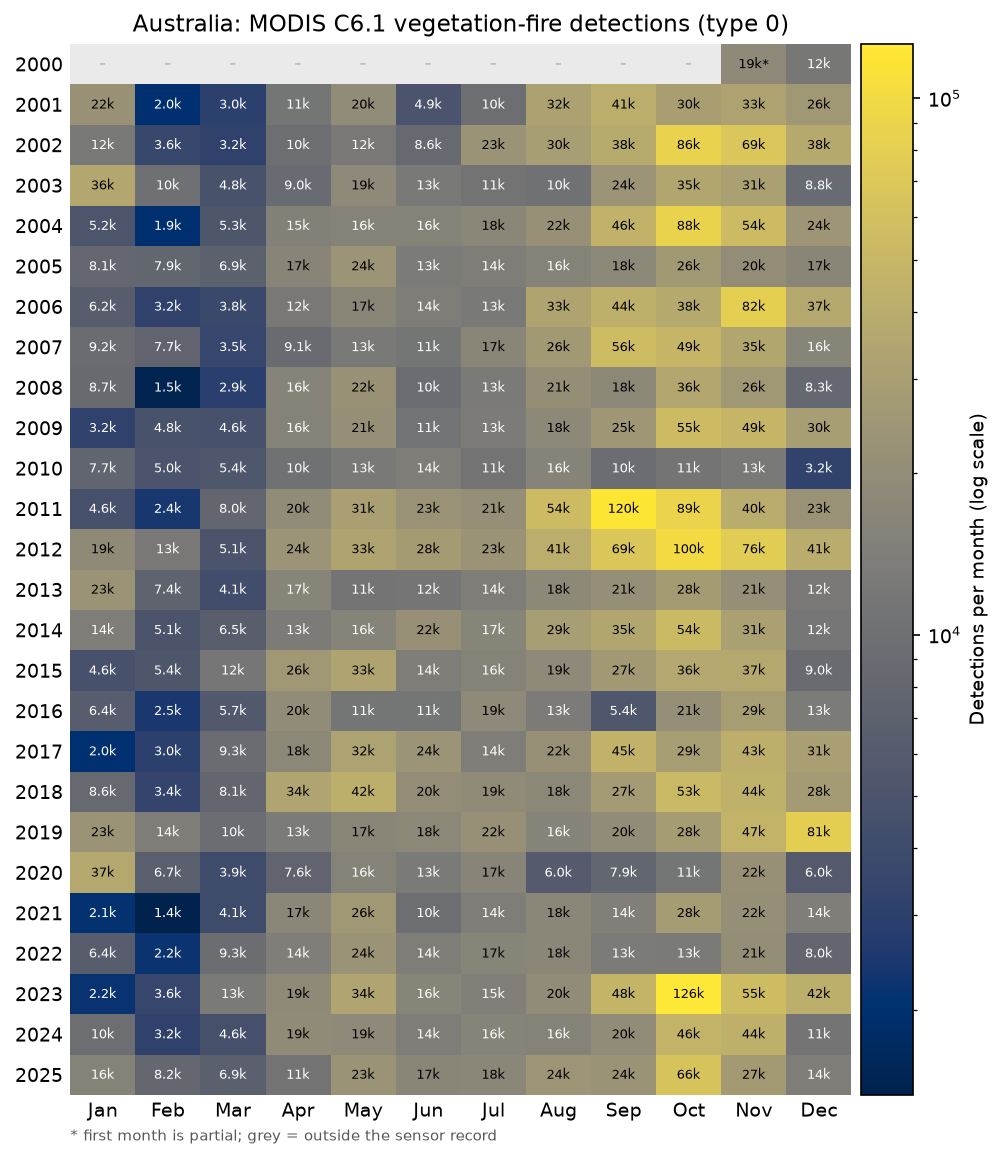 Australia: MODIS C6.1 vegetation-fire detections (type 0)
2000 – – – – – – – – – – 19k* 12k
2001 22k 2.0k 3.0k 11k 20k 4.9k 10k 32k 41k 30k 33k 26k
2002 12k 3.6k 3.2k 10k 12k 8.6k 23k 30k 38k 86k 69k 38k
2003 36k 10k 4.8k 9.0k 19k 13k 11k 10k 24k 35k 31k 8.8k
2004 5.2k 1.9k 5.3k 15k 16k 16k 18k 22k 46k 88k 54k 24k
2005 8.1k 7.9k 6.9k 17k 24k 13k 14k 16k 18k 26k 20k 17k
2006 6.2k 3.2k 3.8k 12k 17k 14k 13k 33k 44k 38k 82k 37k
2007 9.2k 7.7k 3.5k 9.1k 13k 11k 17k 26k 56k 49k 35k 16k
2008 8.7k 1.5k 2.9k 16k 22k 10k 13k 21k 18k 36k 26k 8.3k
2009 3.2k 4.8k 4.6k 16k 21k 11k 13k 18k 25k 55k 49k 30k
2010 7.7k 5.0k 5.4k 10k 13k 14k 11k 16k 10k 11k 13k 3.2k
2011 4.6k 2.4k 8.0k 20k 31k 23k 21k 54k 120k 89k 40k 23k
2012 19k 13k 5.1k 24k 33k 28k 23k 41k 69k 100k 76k 41k
2013 23k 7.4k 4.1k 17k 11k 12k 14k 18k 21k 28k 21k 12k
2014 14k 5.1k 6.5k 13k 16k 22k 17k 29k 35k 54k 31k 12k
2015 4.6k 5.4k 12k 26k 33k 14k 16k 19k 27k 36k 37k 9.0k
2016 6.4k 2.5k 5.7k 20k 11k 11k 19k 13k 5.4k 21k 29k 13k
2017 2.0k 3.0k 9.3k 18k 32k 24k 14k 22k 45k 29k 43k 31k
2018 8.6k 3.4k 8.1k 34k 42k 20k 19k 18k 27k 53k 44k 28k
2019 23k 14k 10k 13k 17k 18k 22k 16k 20k 28k 47k 81k
2020 37k 6.7k 3.9k 7.6k 16k 13k 17k 6.0k 7.9k 11k 22k 6.0k
2021 2.1k 1.4k 4.1k 17k 26k 10k 14k 18k 14k 28k 22k 14k
2022 6.4k 2.2k 9.3k 14k 24k 14k 17k 18k 13k 13k 21k 8.0k
2023 2.2k 3.6k 13k 19k 34k 16k 15k 20k 48k 126k 55k 42k
2024 10k 3.2k 4.6k 19k 19k 14k 16k 16k 20k 46k 44k 11k
2025 16k 8.2k 6.9k 11k 23k 17k 18k 24k 24k 66k 27k 14k
Jan Feb Mar Apr May Jun Jul Aug Sep Oct Nov Dec
* first month is partial; grey = outside the sensor record
10⁵
10⁴
Detections per month (log scale)